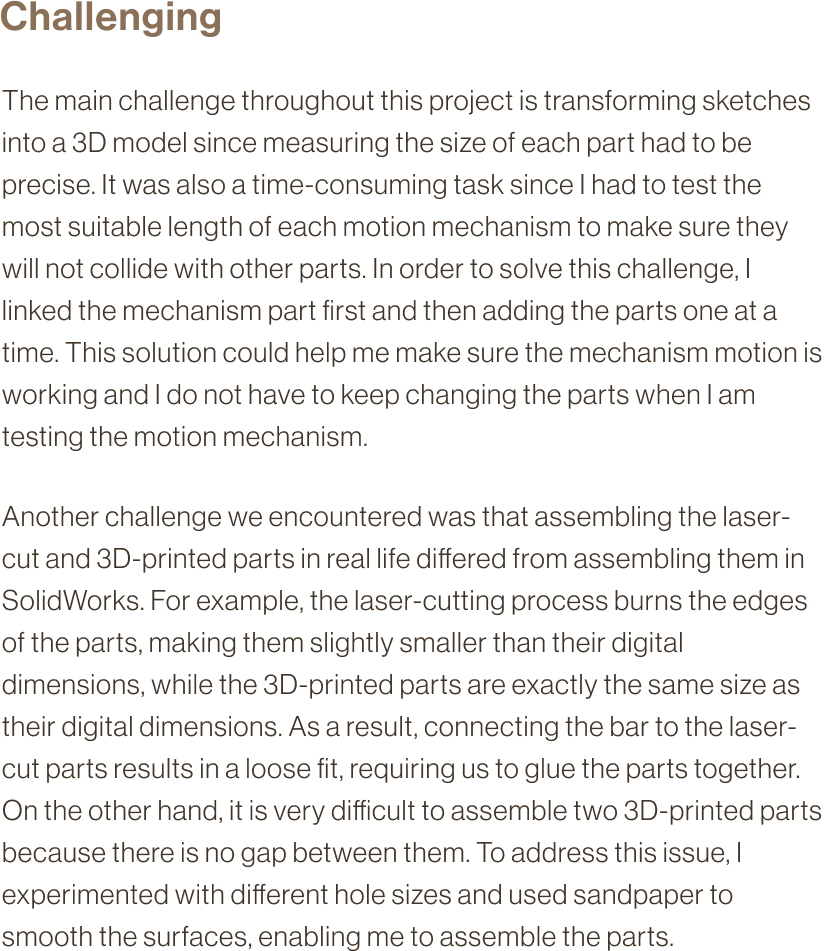 Challenging
The main challenge throughout this project is transforming sketches
into a 3D model since measuring the size of each part had to be
precise. It was also a time-consuming task since I had to test the
most suitable length of each motion mechanism to make sure they
will not collide with other parts. In order to solve this challenge, I
linked the mechanism part first and then adding the parts one at a
time. This solution could help me make sure the mechanism motion is
working and I do not have to keep changing the parts when I am
testing the motion mechanism.
Another challenge we encountered was that assembling the laser-
cut and 3D-printed parts in real life differed from assembling them in
SolidWorks. For example, the laser-cutting process burns the edges
of the parts, making them slightly smaller than their digital
dimensions, while the 3D-printed parts are exactly the same size as
their digital dimensions. As a result, connecting the bar to the laser-
cut parts results in a loose fit, requiring us to glue the parts together.
On the other hand, it is very difficult to assemble two 3D-printed parts
because there is no gap between them. To address this issue, I
experimented with different hole sizes and used sandpaper to
smooth the surfaces, enabling me to assemble the parts.